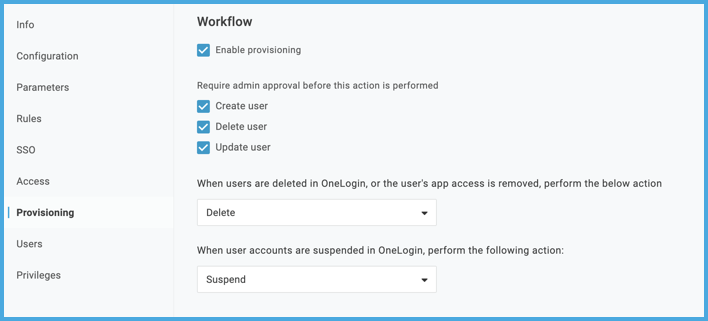 Info
Configuration
Parameters
Rules
SSO
Access
Provisioning
Users
Privileges
Workflow
Enable provisioning
Require admin approval before this action is performed
Create user
Delete user
Update user
When users are deleted in OneLogin, or the user's app access is removed, perform the below action
Delete
When user accounts are suspended in OneLogin, perform the following action:
Suspend